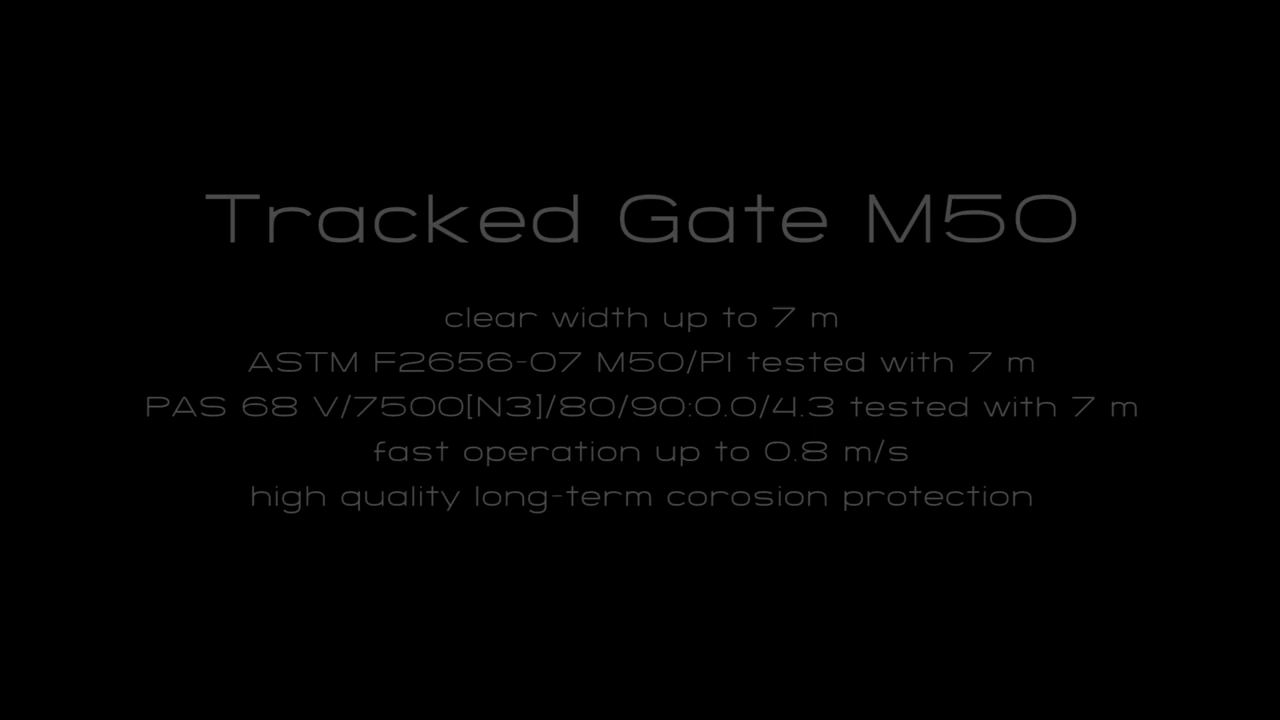 Tracked Gate M50
clear width up to 7 m
ASTM F2656-07 M50/P1 tested with 7 m
PAS 68 V/7500[N3]/80/90:0.0/4.3 tested with 7 m
fast operation up to 0.8 m/s
high quality long-term corosion protection